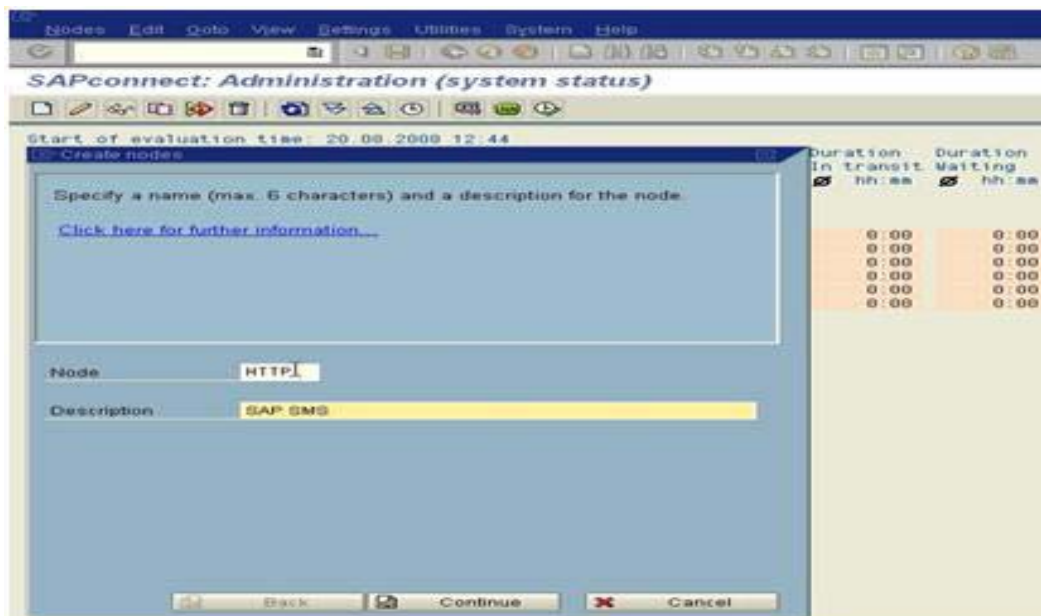 Nodes Edit Goto View Settings Utilities System Help
SAPconnect: Administration (system status)
Start of evaluation time: 20.08.2008 12:44
Create nodes
Duration Duration
In transit Waiting
hh:mm hh:mm
Specify a name (max. 6 characters) and a description for the node.
Click here for further information...
0:00 0:00
0:00 0:00
0:00 0:00
0:00 0:00
0:00 0:00
0:00 0:00
Node HTTP
Description SAP SMS
Back Continue Cancel